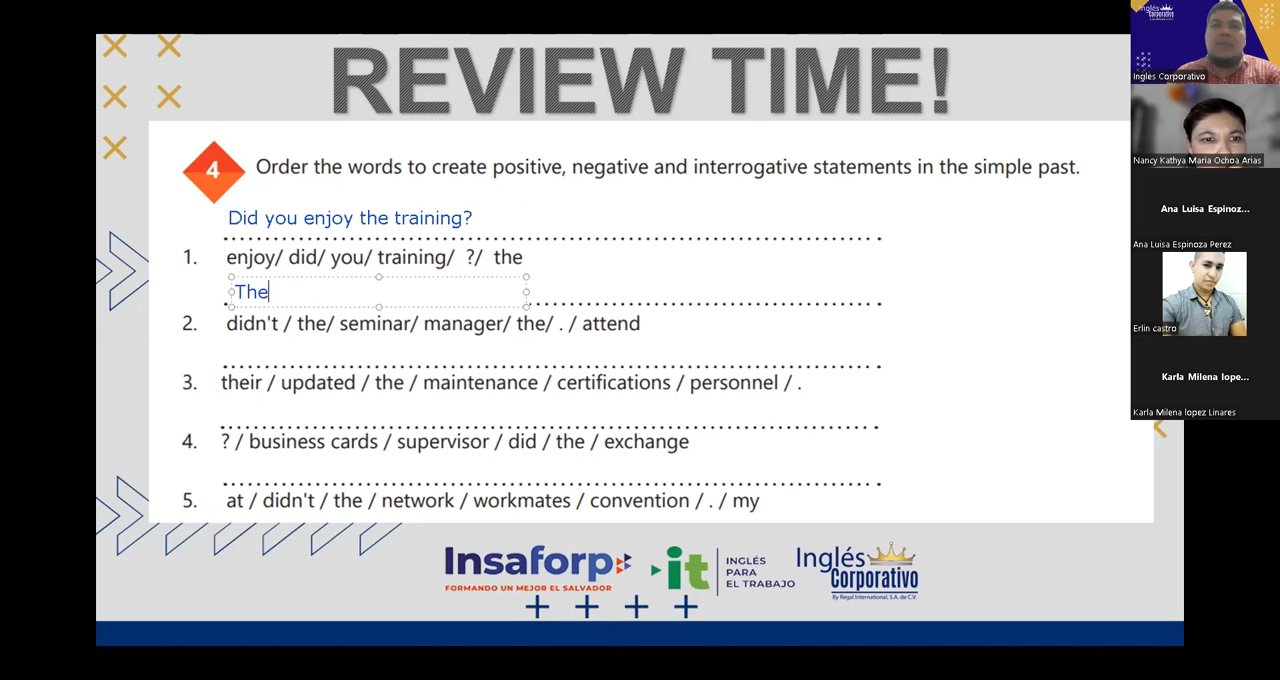 REVIEW TIME!
4
Order the words to create positive, negative and interrogative statements in the simple past.
Did you enjoy the training?
1. enjoy/ did/ you/ training/ ?/ the
The
2. didn't / the/ seminar/ manager/ the/ . / attend
3. their / updated / the / maintenance / certifications / personnel / .
4. ? / business cards / supervisor / did / the / exchange
5. at / didn't / the / network / workmates / convention / . / my
Insaforp
FORMANDO UN MEJOR EL SALVADOR
it
INGLÉS
PARA
EL TRABAJO
Inglés
Corporativo
By Regal International, S.A. de C.V.
Inglés
Corporativo
Ingles Corporativo
Nancy Kathya Maria Ochoa Arias
Ana Luisa Espinoz...
Ana Luisa Espinoza Perez
Erlin castro
Karla Milena lope...
Karla Milena lopez Linares